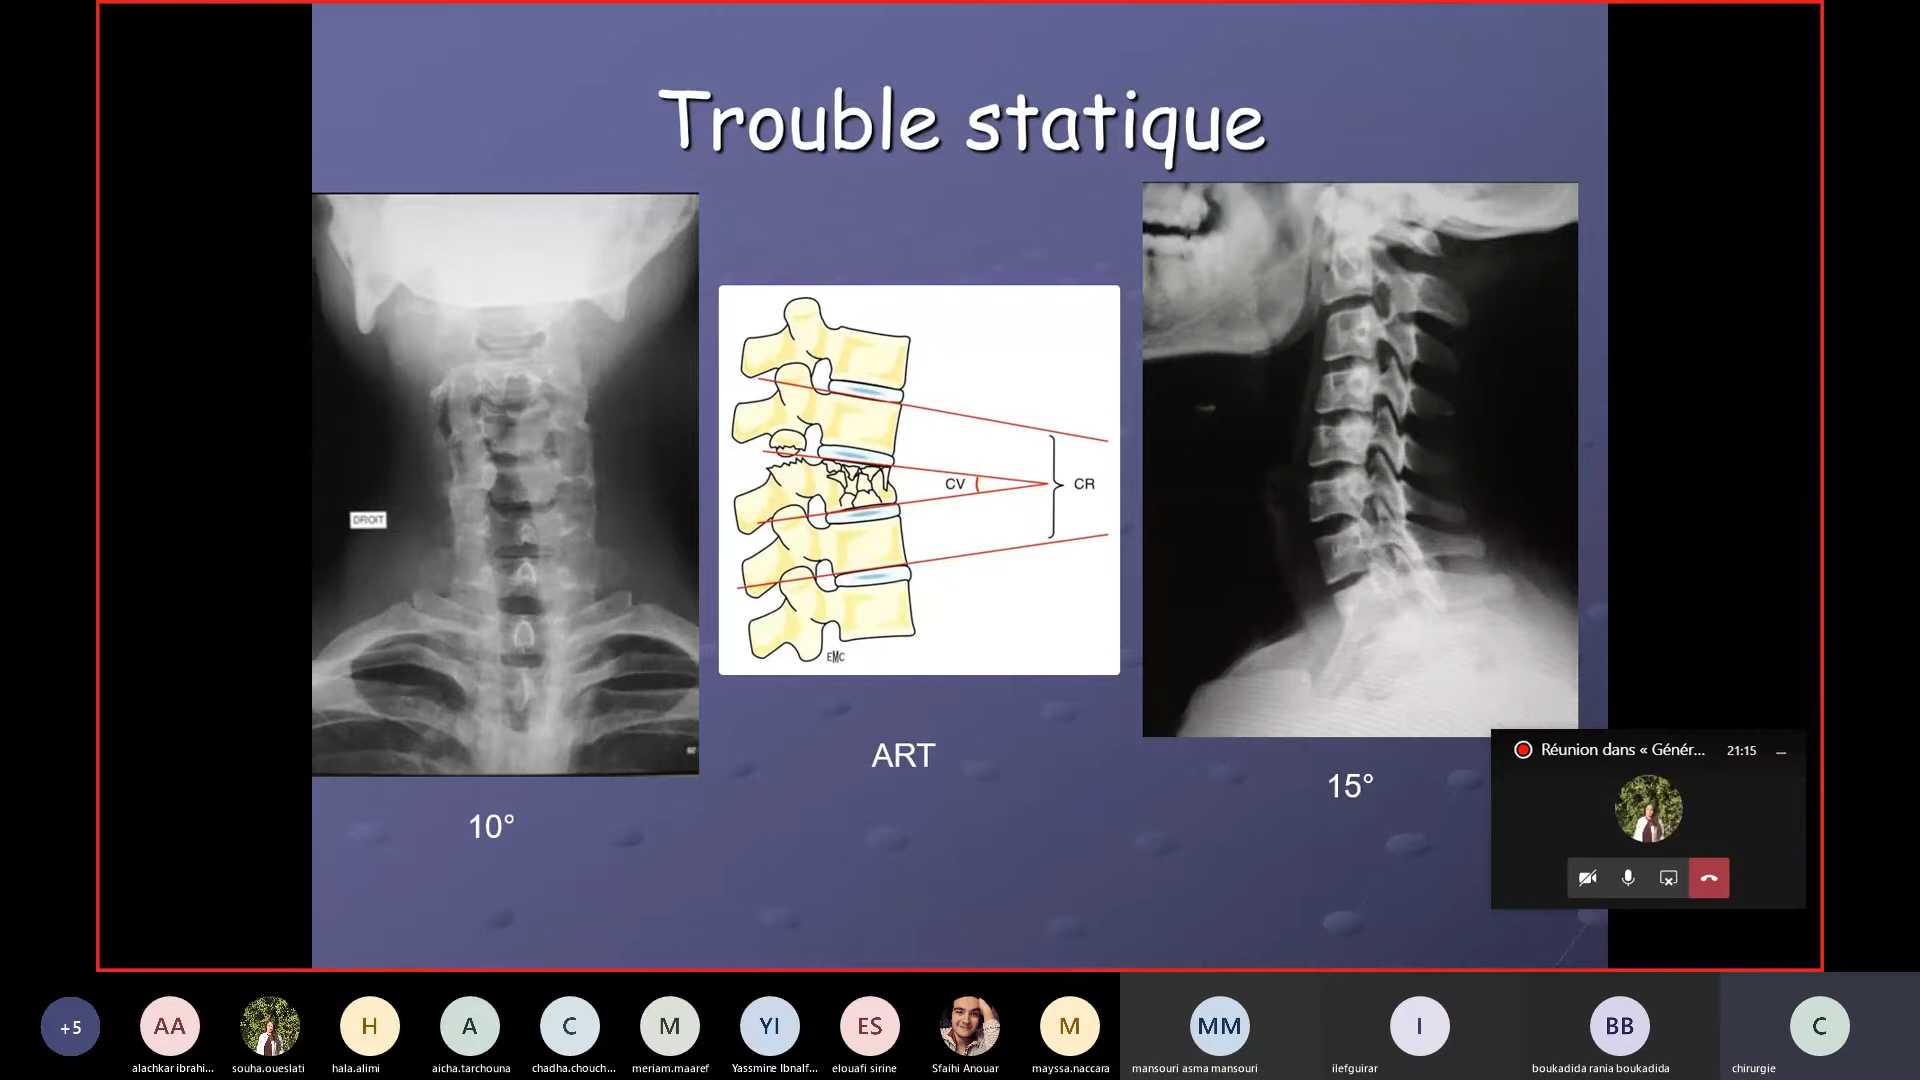 Trouble statique
DROIT
CV
CR
EMC
ART
10°
15°
Réunion dans « Génér...
21:15
+5
AA
H
A
C
M
YI
ES
M
MM
I
BB
C
alachkar ibrahi...
souha.oueslati
hala.alimi
aicha.tarchouna
chadha.chouch...
meriem.maaref
Yassmine Ibnalf...
elouafi sirine
Sfaihi Anouar
mayssa.naccara
mansouri asma mansouri
ilefguirar
boukadida rania boukadida
chirurgie